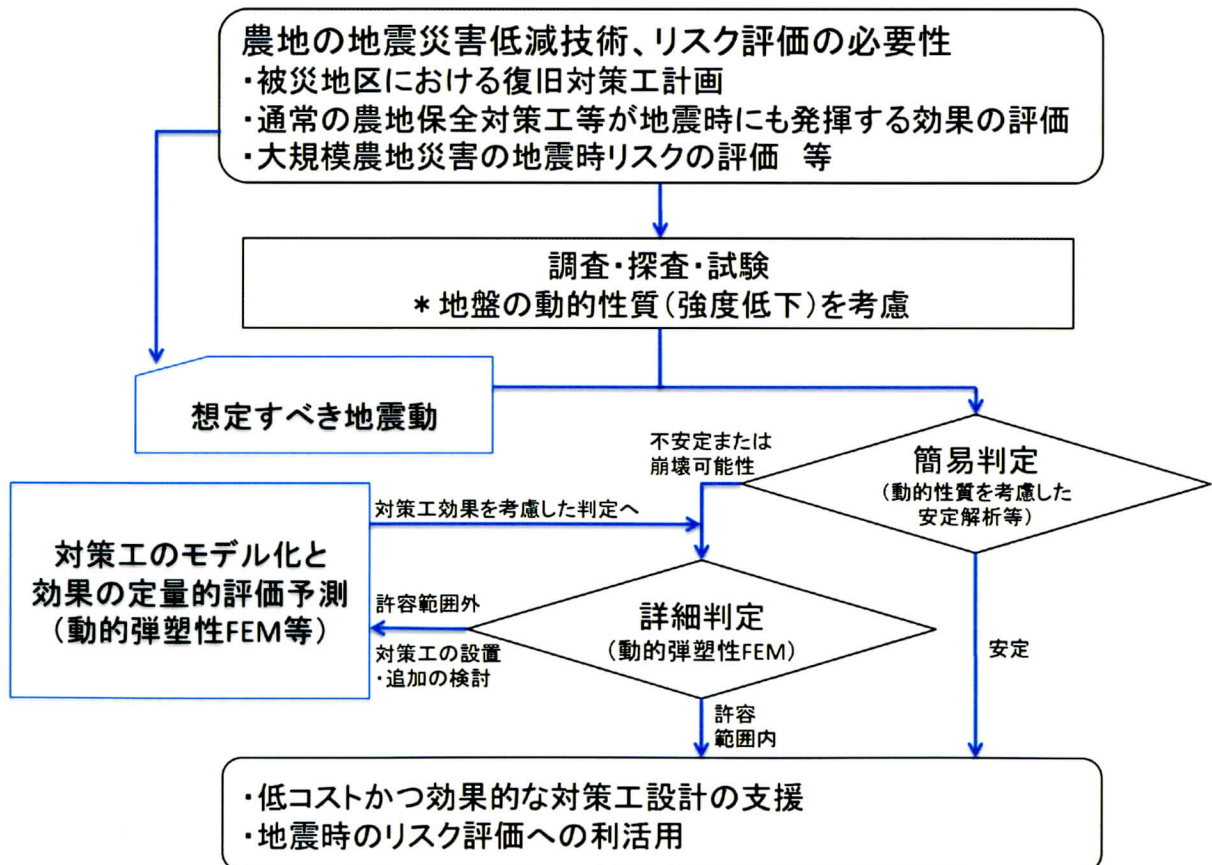 農地の地震災害低減技術、リスク評価の必要性
・被災地区における復旧対策工計画
・通常の農地保全対策工等が地震時にも発揮する効果の評価
・大規模農地災害の地震時リスクの評価 等
調査・探査・試験
＊地盤の動的性質(強度低下)を考慮
想定すべき地震動
不安定または
崩壊可能性
簡易判定
(動的性質を考慮した
安定解析等)
対策工効果を考慮した判定へ
対策工のモデル化と
効果の定量的評価予測
(動的弾塑性FEM等)
許容範囲外
対策工の設置
・追加の検討
詳細判定
(動的弾塑性FEM)
安定
許容
範囲内
・低コストかつ効果的な対策工設計の支援
・地震時のリスク評価への利活用